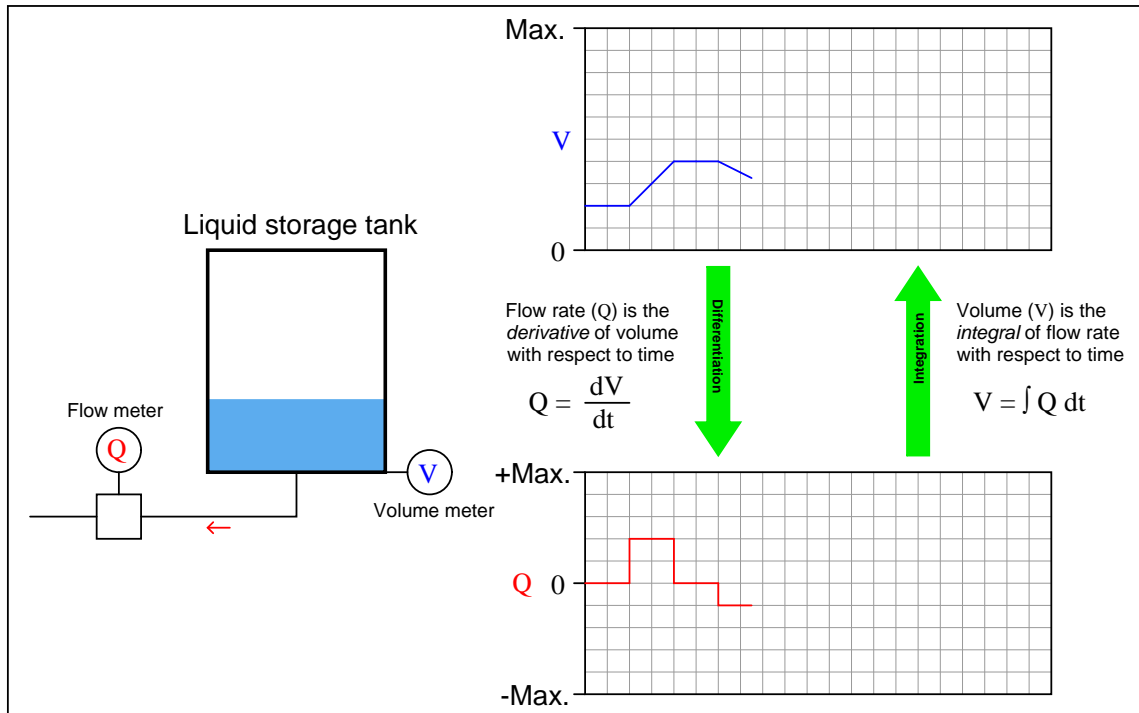 Max.
V
0
Liquid storage tank
Flow rate (Q) is the
derivative of volume
with respect to time
Q = dV
dt
Differentiation
Integration
Volume (V) is the
integral of flow rate
with respect to time
V = ∫ Q dt
Flow meter
Q
V
Volume meter
+Max.
Q 0
-Max.